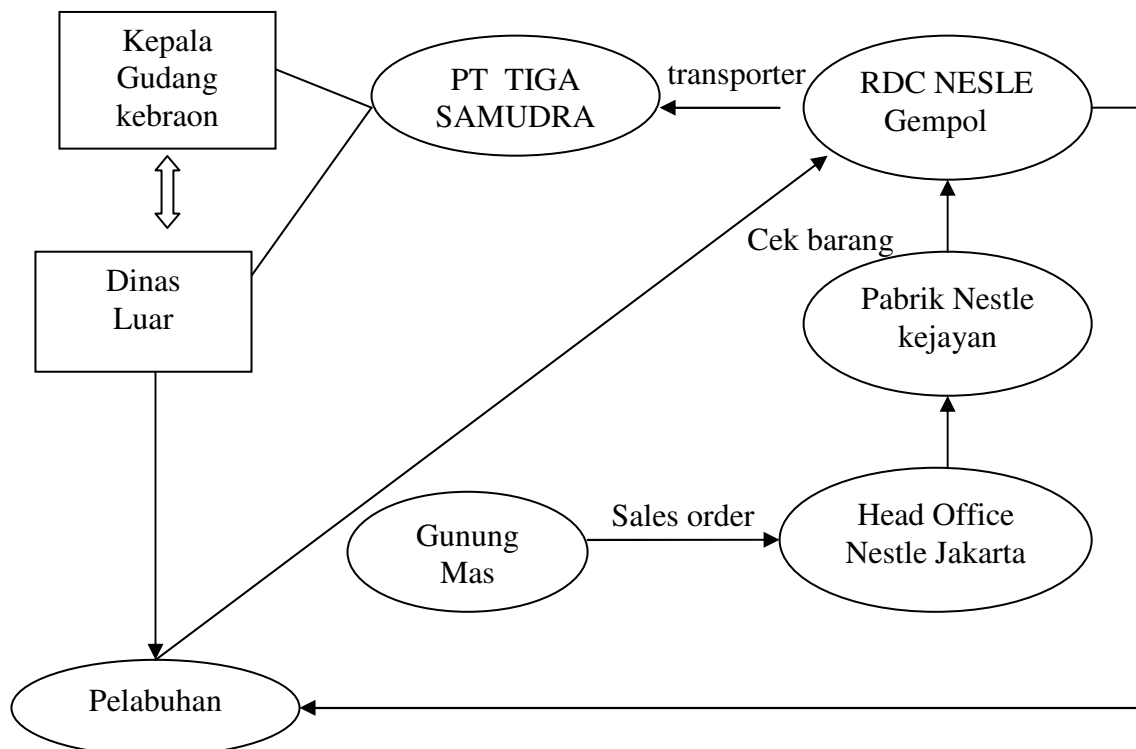 Kepala
Gudang
kebraon
PT TIGA
SAMUDRA
transporter
RDC NESLE
Gempol
Cek barang
Dinas
Luar
Pabrik Nestle
kejayan
Gunung
Mas
Sales order
Head Office
Nestle Jakarta
Pelabuhan